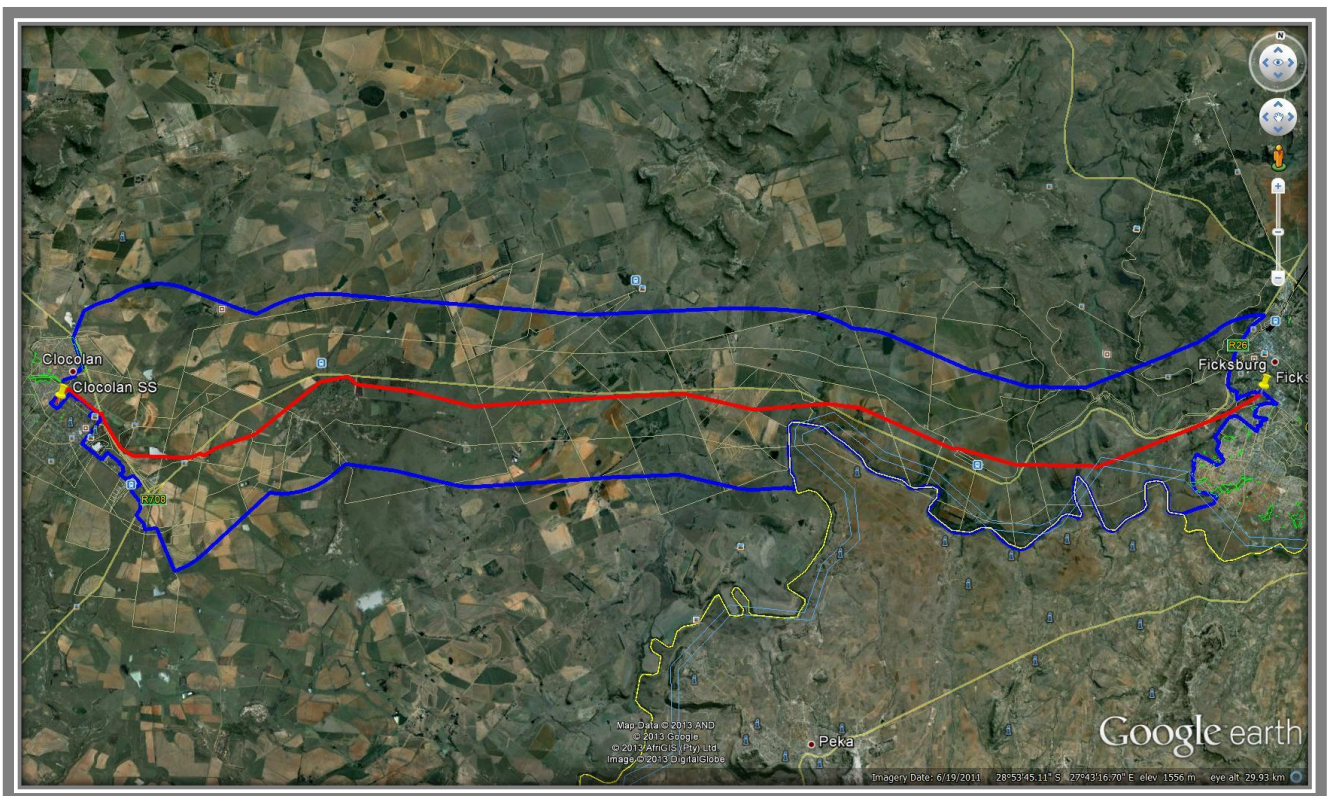 N
Clocolan
Clocolan SS
R26
Ficksburg
Ficks
R708
Peka
Map Data © 2013 AND
© 2013 Google
© 2013 AfriGIS (Pty) Ltd.
Image © 2013 DigitalGlobe
Google earth
Imagery Date: 6/19/2011 28°53'45.11" S 27°43'16.70" E elev 1556 m eye alt 29.93 km